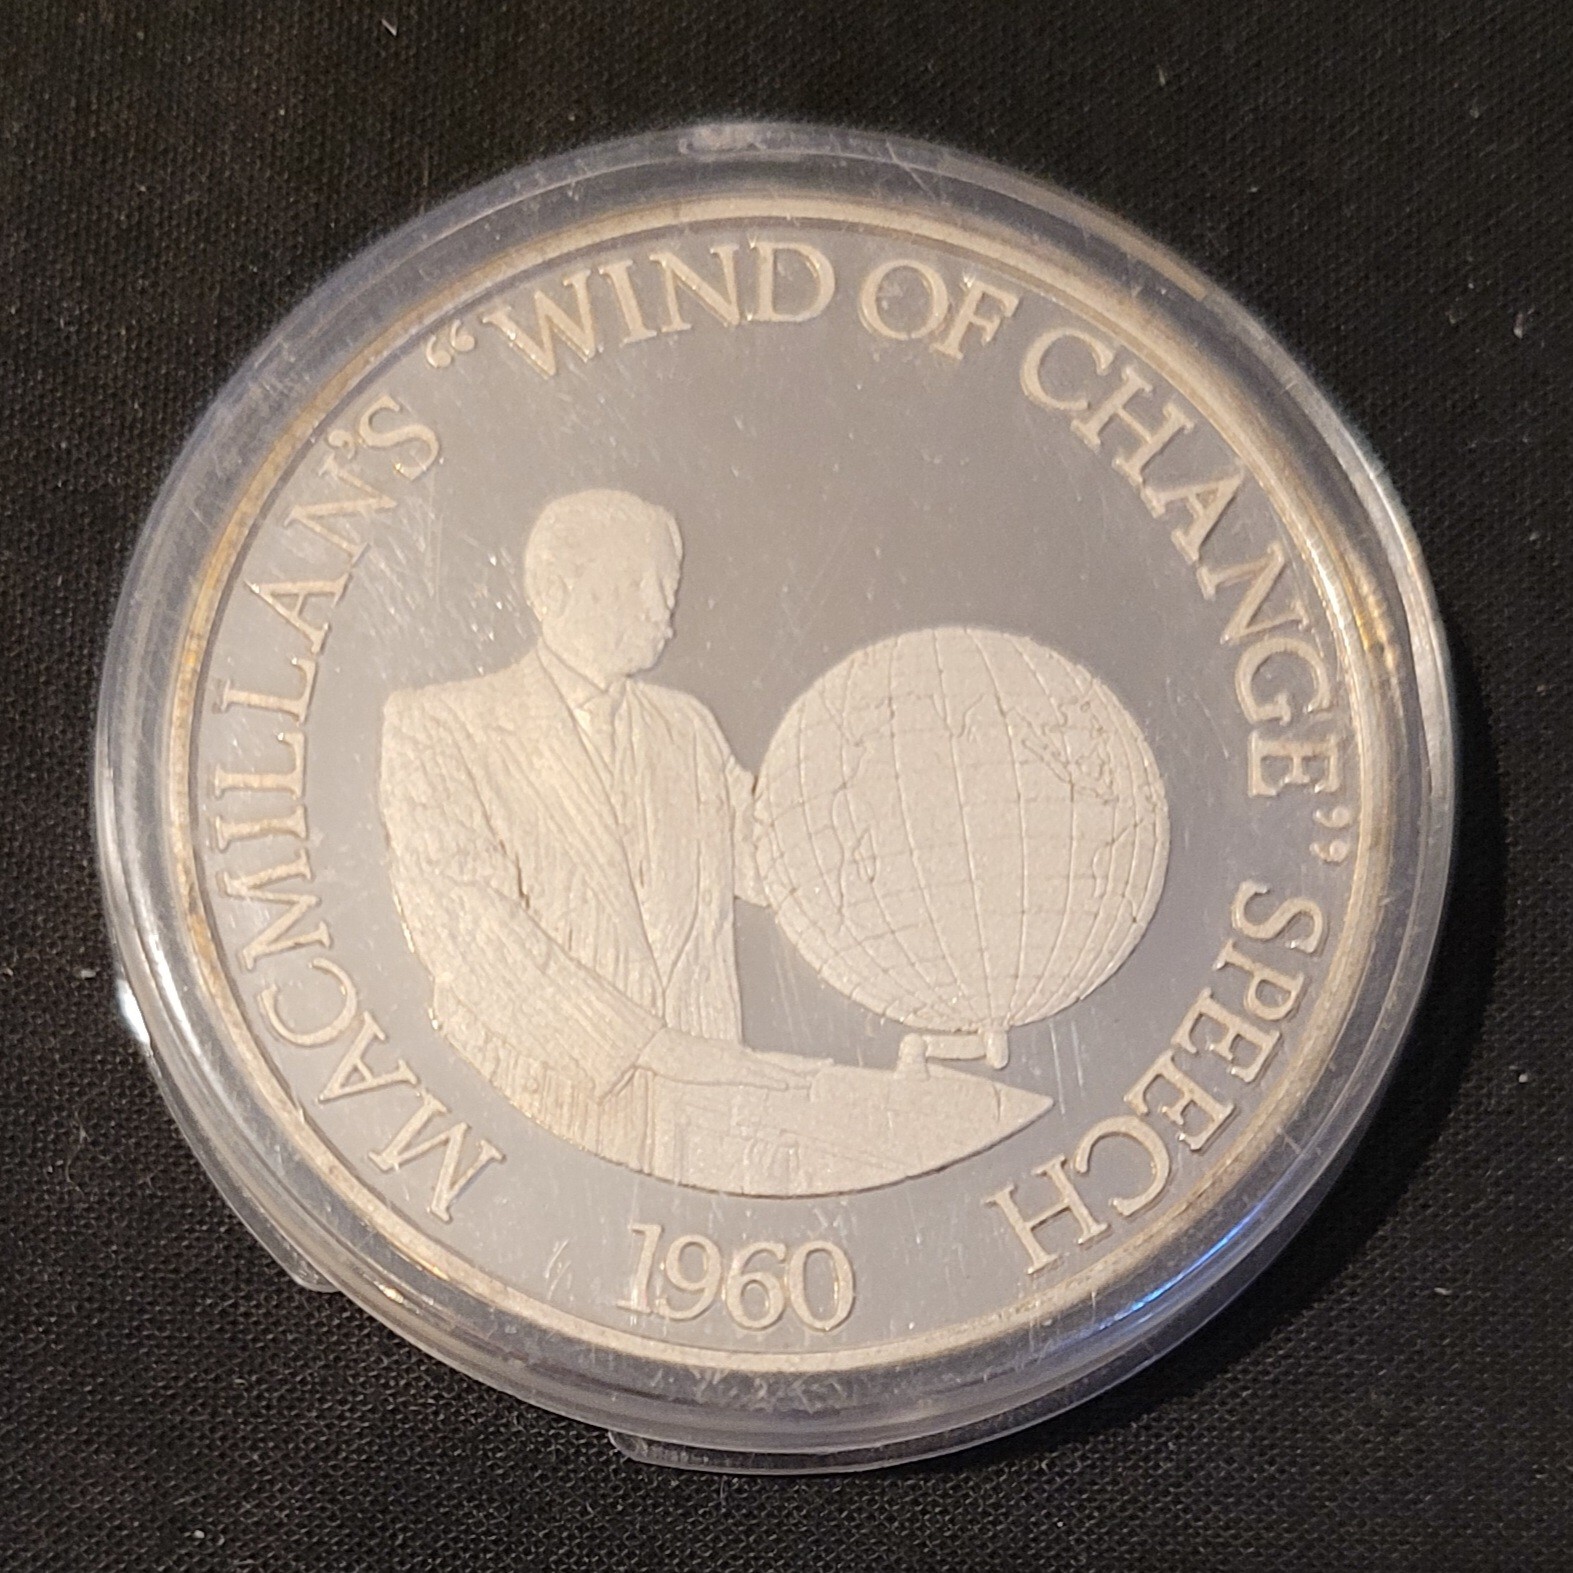 MACMILLAN'S “WIND OF CHANGE” SPEECH
1960